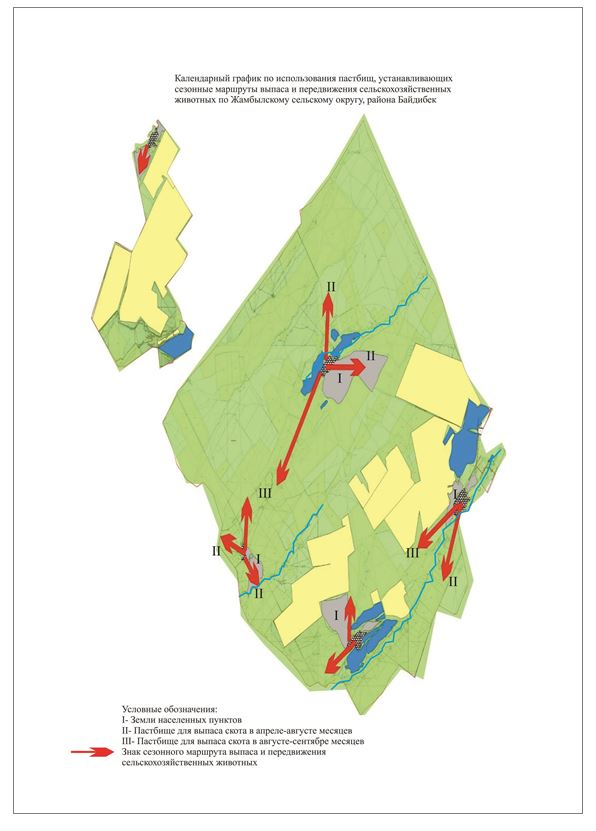 Календарный график по использования пастбищ, устанавливающих
сезонные маршруты выпаса и передвижения сельскохозяйственных
животных по Жамбылскому сельскому округу, района Байдибек
II
II
I
III
I
III
II
II
I
II
I
Условные обозначения:
I- Земли населенных пунктов
II- Пастбище для выпаса скота в апреле-августе месяцев
III- Пастбище для выпаса скота в августе-сентябре месяцев
Знак сезонного маршрута выпаса и передвижения
сельскохозяйственных животных